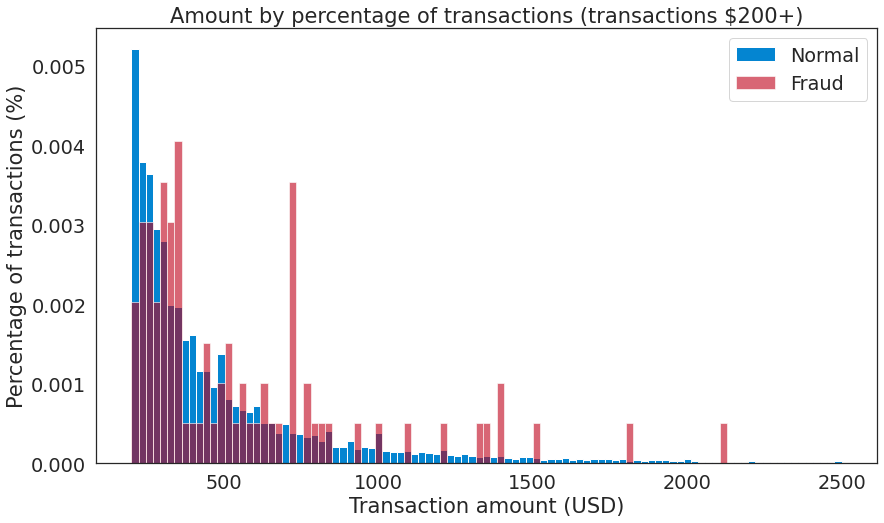 Amount by percentage of transactions (transactions $200+)
Normal
Fraud
Percentage of transactions (%)
0.005
0.004
0.003
0.002
0.001
0.000
500
1000
1500
2000
2500
Transaction amount (USD)